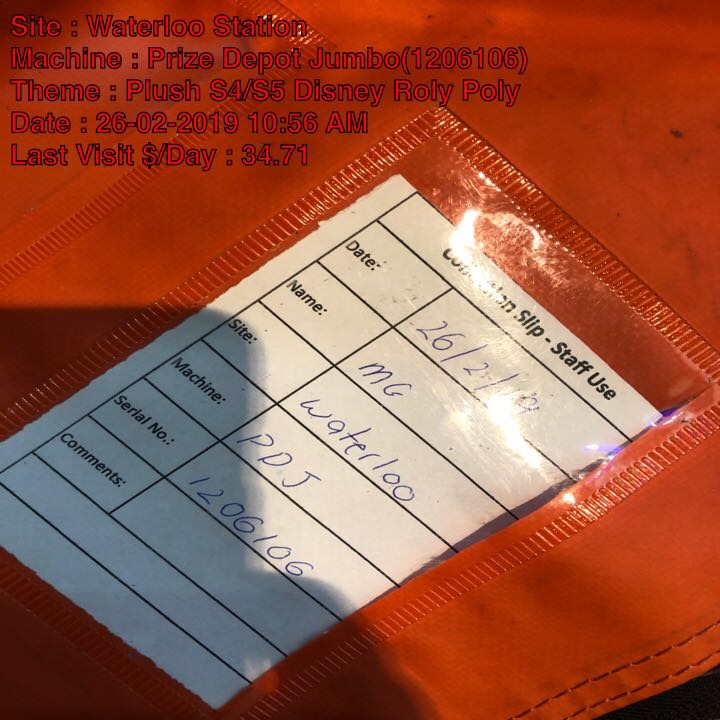 Site : Waterloo Station
Machine : Prize Depot Jumbo(1206106)
Theme : Plush S4/S5 Disney Roly Poly
Date : 26-02-2019 10:56 AM
Last Visit $/Day : 34.71
Collection Slip - Staff Use
Date: 26/2/19
Name: MG
Site: Waterloo
Machine: PDJ
Serial No.: 1206106
Comments: